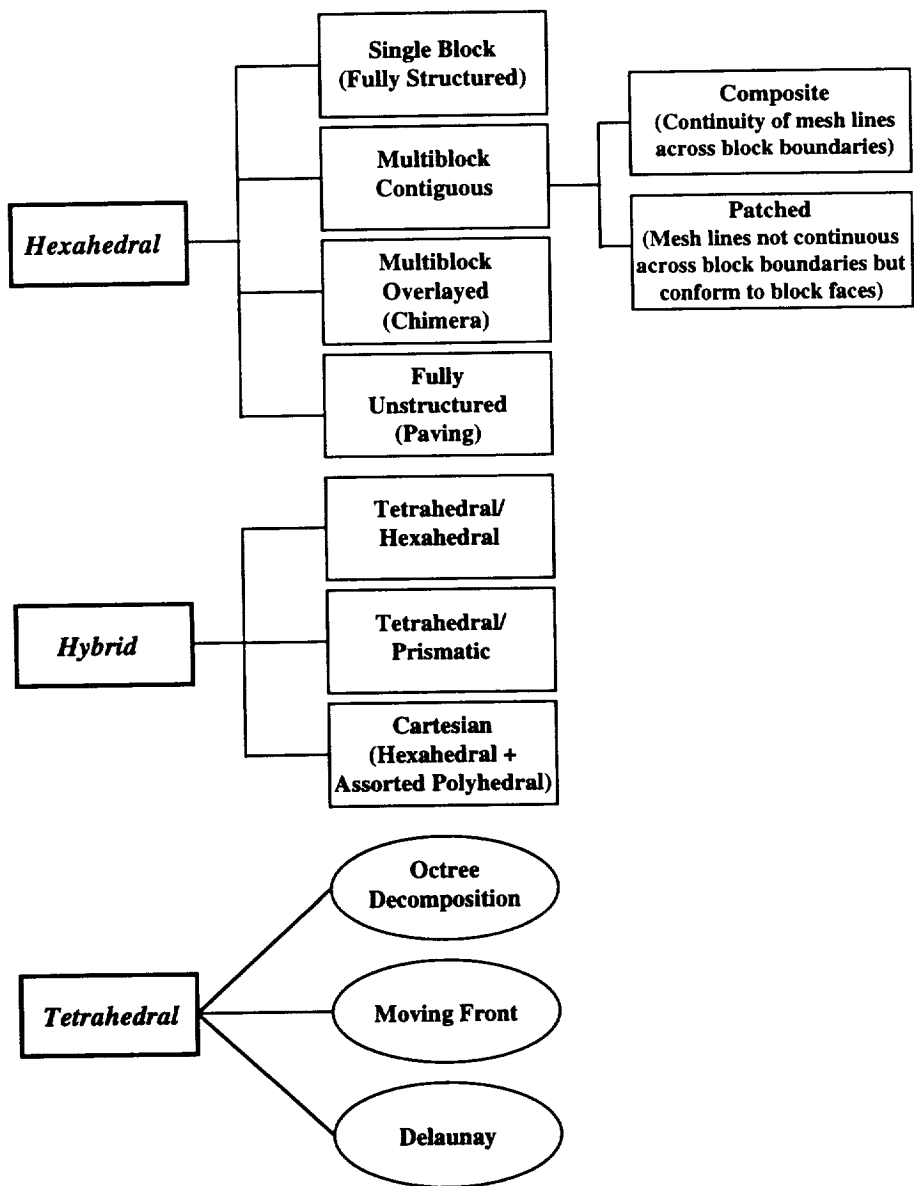 Hexahedral
Single Block
(Fully Structured)
Multiblock
Contiguous
Composite
(Continuity of mesh lines
across block boundaries)
Patched
(Mesh lines not continuous
across block boundaries but
conform to block faces)
Multiblock
Overlayed
(Chimera)
Fully
Unstructured
(Paving)
Hybrid
Tetrahedral/
Hexahedral
Tetrahedral/
Prismatic
Cartesian
(Hexahedral +
Assorted Polyhedral)
Tetrahedral
Octree
Decomposition
Moving Front
Delaunay